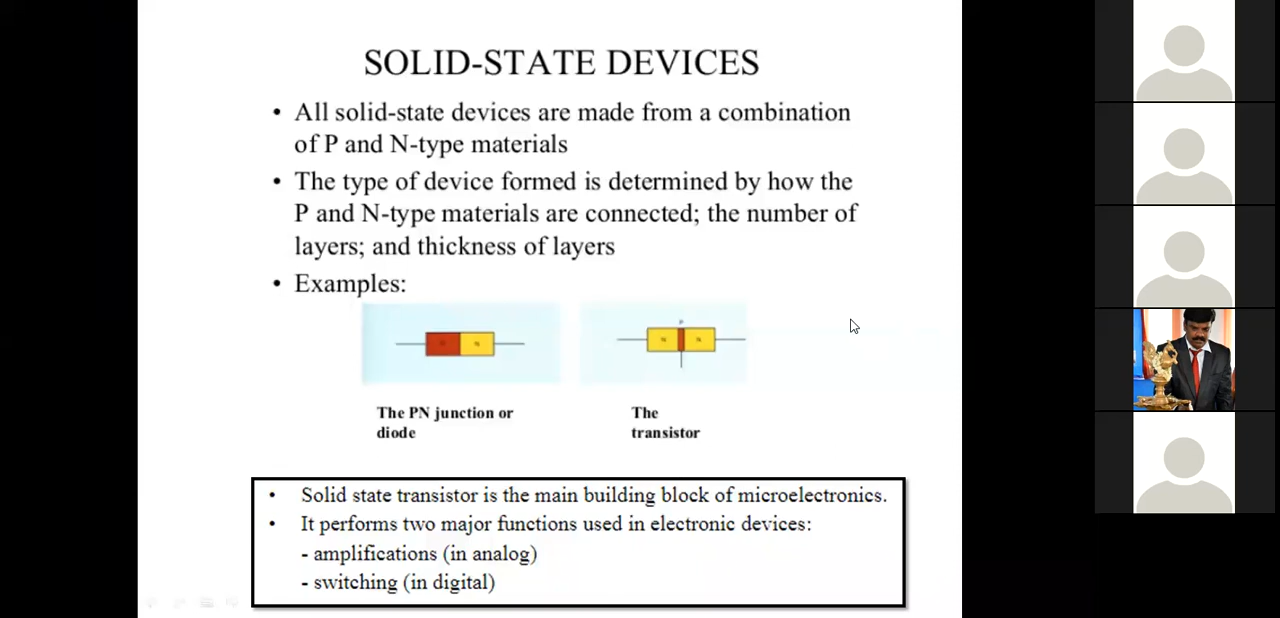 SOLID-STATE DEVICES
• All solid-state devices are made from a combination
of P and N-type materials
• The type of device formed is determined by how the
P and N-type materials are connected; the number of
layers; and thickness of layers
• Examples:
P
N
N
N
The PN junction or
diode
The
transistor
• Solid state transistor is the main building block of microelectronics.
• It performs two major functions used in electronic devices:
- amplifications (in analog)
- switching (in digital)